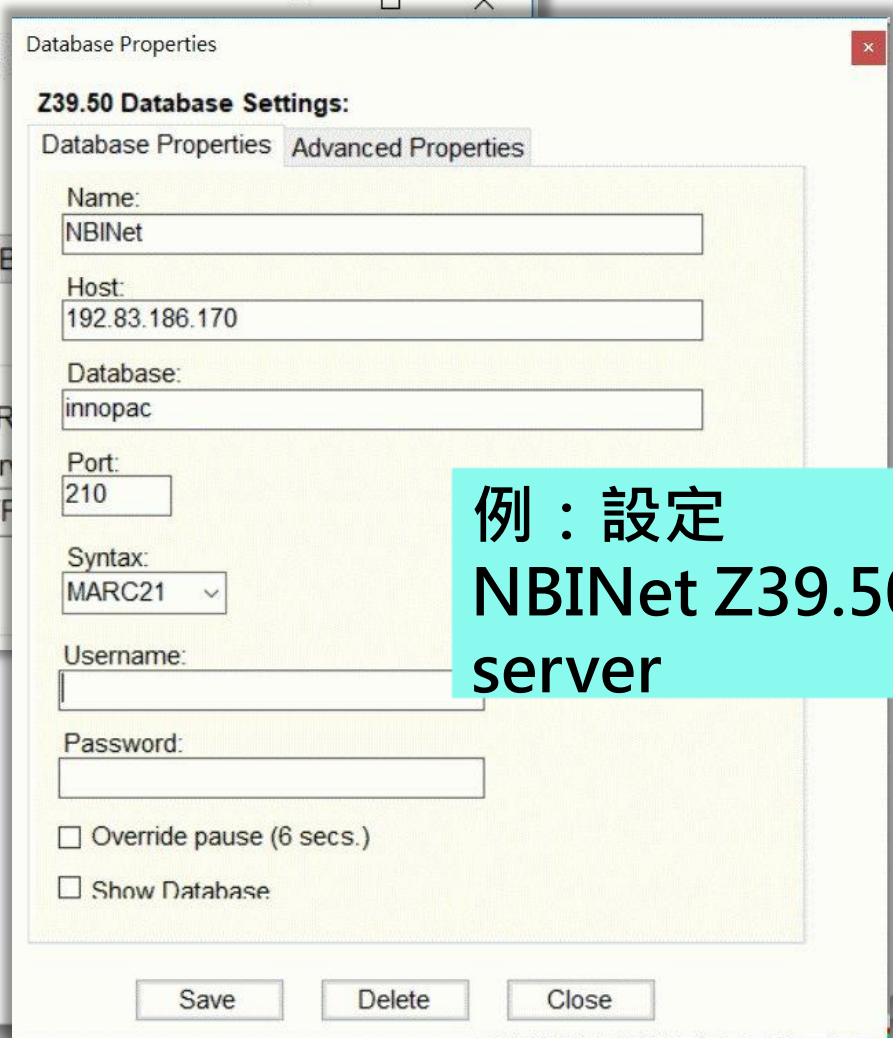 Database Properties
Z39.50 Database Settings:
Database Properties Advanced Properties
Name:
NBINet
Host:
192.83.186.170
Database:
innopac
Port:
210
Syntax:
MARC21
Username:
Password:
Override pause (6 secs.)
Show Database
例：設定
NBINet Z39.50
server
Save Delete Close